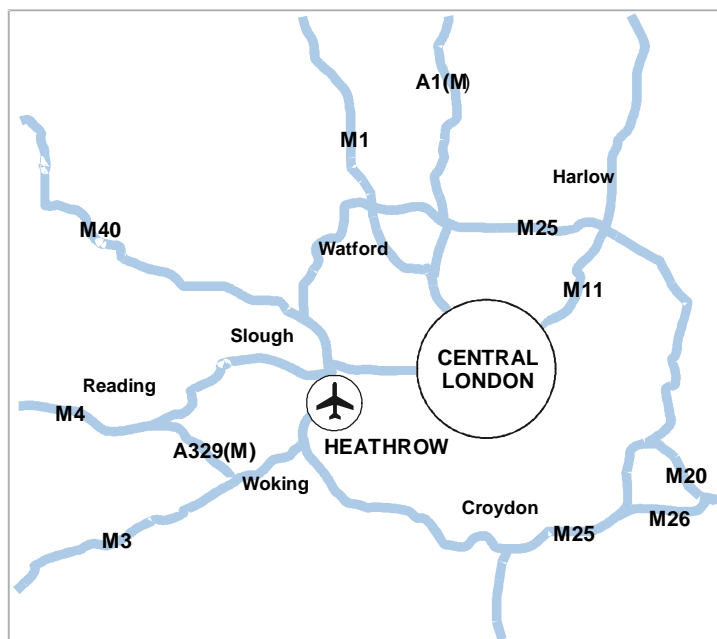 A1(M)
M1
Harlow
M40
M25
Watford
M11
Slough
CENTRAL
LONDON
Reading
M4
A329(M)
HEATHROW
Woking
M20
Croydon
M26
M25
M3